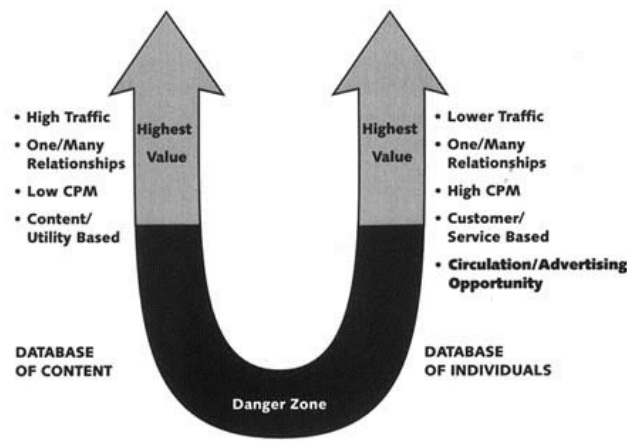 • High Traffic
• One/Many
Relationships
• Low CPM
• Content/
Utility Based
Highest
Value
Highest
Value
• Lower Traffic
• One/Many
Relationships
• High CPM
• Customer/
Service Based
• Circulation/Advertising
Opportunity
DATABASE
OF CONTENT
DATABASE
OF INDIVIDUALS
Danger Zone